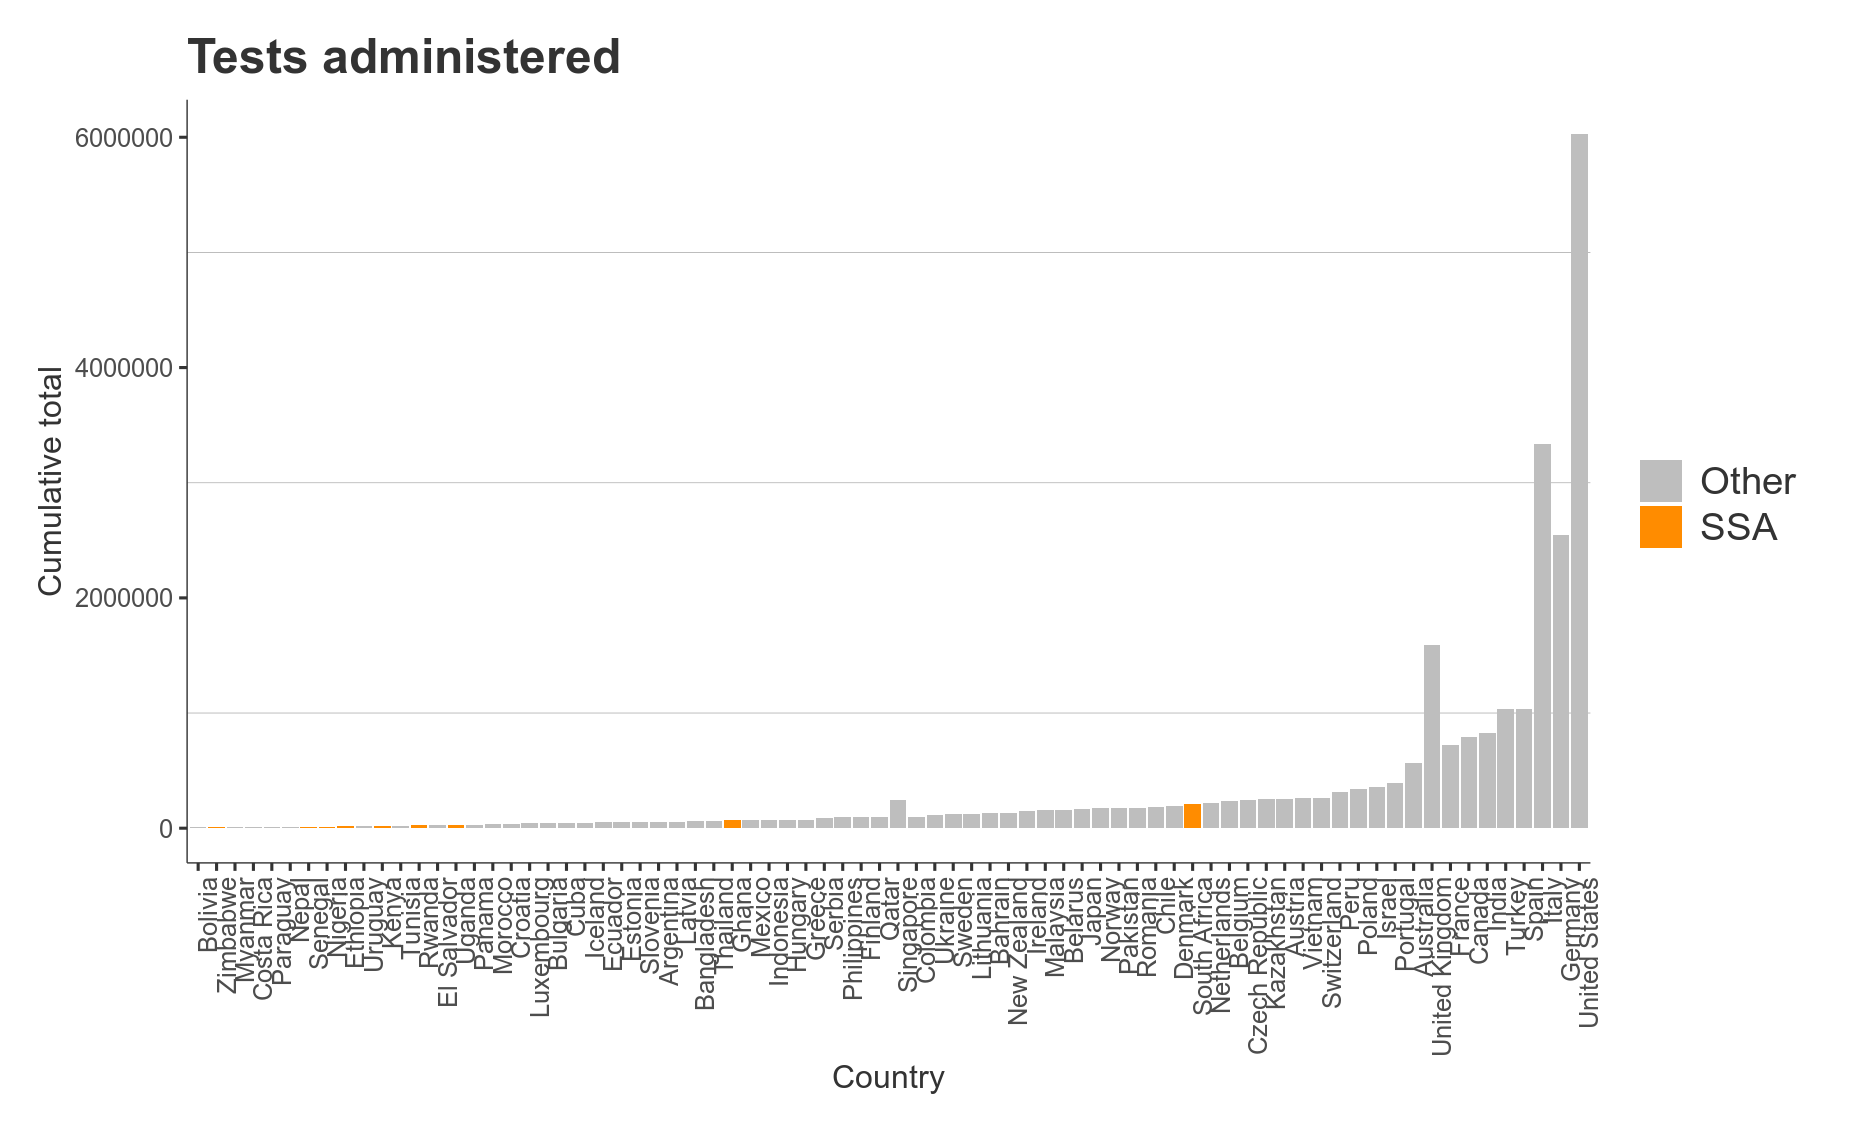 Tests administered
Cumulative total
6000000
4000000
2000000
0
Bolivia
Zimbabwe
Myanmar
Costa Rica
Paraguay
Nepal
Senegal
Nigeria
Ethiopia
Uruguay
Kenya
Tunisia
Rwanda
El Salvador
Uganda
Panama
Morocco
Croatia
Luxembourg
Bulgaria
Cuba
Iceland
Ecuador
Estonia
Slovenia
Argentina
Latvia
Bangladesh
Thailand
Ghana
Mexico
Indonesia
Hungary
Greece
Serbia
Philippines
Finland
Qatar
Singapore
Colombia
Ukraine
Sweden
Lithuania
Bahrain
New Zealand
Ireland
Malaysia
Belarus
Japan
Norway
Pakistan
Romania
Chile
Denmark
South Africa
Netherlands
Belgium
Czech Republic
Kazakhstan
Austria
Vietnam
Switzerland
Peru
Poland
Israel
Portugal
Australia
United Kingdom
France
Canada
India
Turkey
Spain
Italy
Germany
United States
Country
Other
SSA